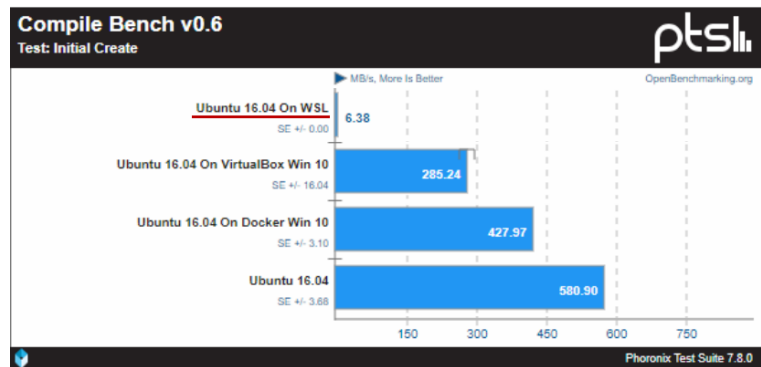 Compile Bench v0.6
Test: Initial Create
ptsl
MB/s, More Is Better
OpenBenchmarking.org
Ubuntu 16.04 On WSL
SE +/- 0.00
6.38
Ubuntu 16.04 On VirtualBox Win 10
SE +/- 16.04
285.24
Ubuntu 16.04 On Docker Win 10
SE +/- 3.10
427.97
Ubuntu 16.04
SE +/- 3.68
580.90
150 300 450 600 750
Phoronix Test Suite 7.8.0